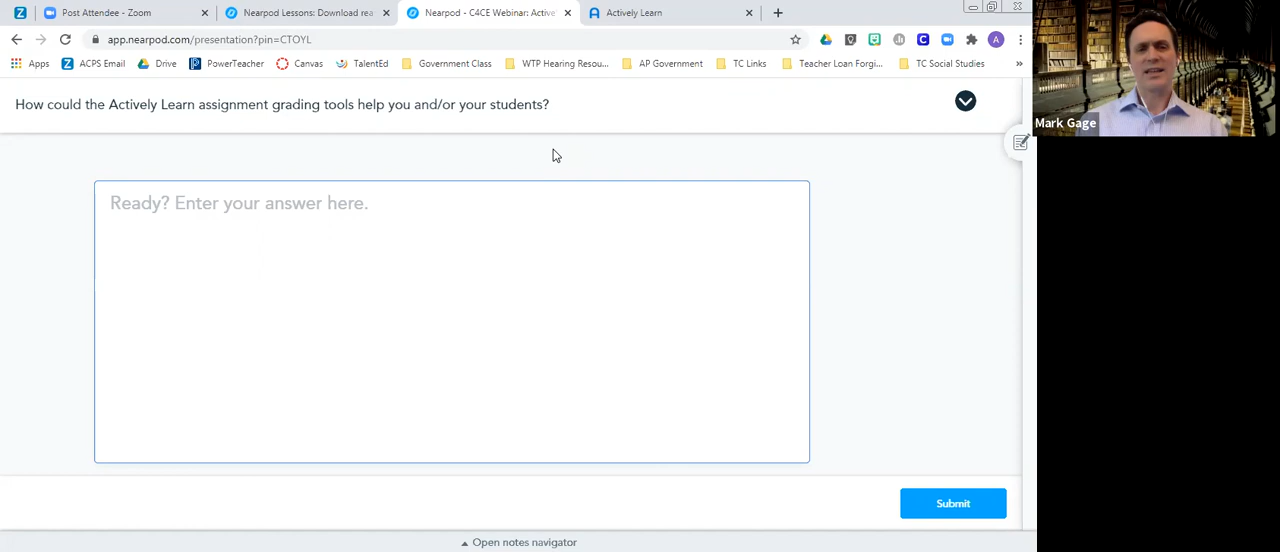 Post Attendee - Zoom
Nearpod Lessons: Download rea
Nearpod - C4CE Webinar: Active
Actively Learn
app.nearpod.com/presentation?pin=CTOYL
Apps
ACPS Email
Drive
PowerTeacher
Canvas
TalentEd
Government Class
WTP Hearing Resou...
AP Government
TC Links
Teacher Loan Forgi...
TC Social Studies
How could the Actively Learn assignment grading tools help you and/or your students?
Mark Gage
Ready? Enter your answer here.
Submit
Open notes navigator